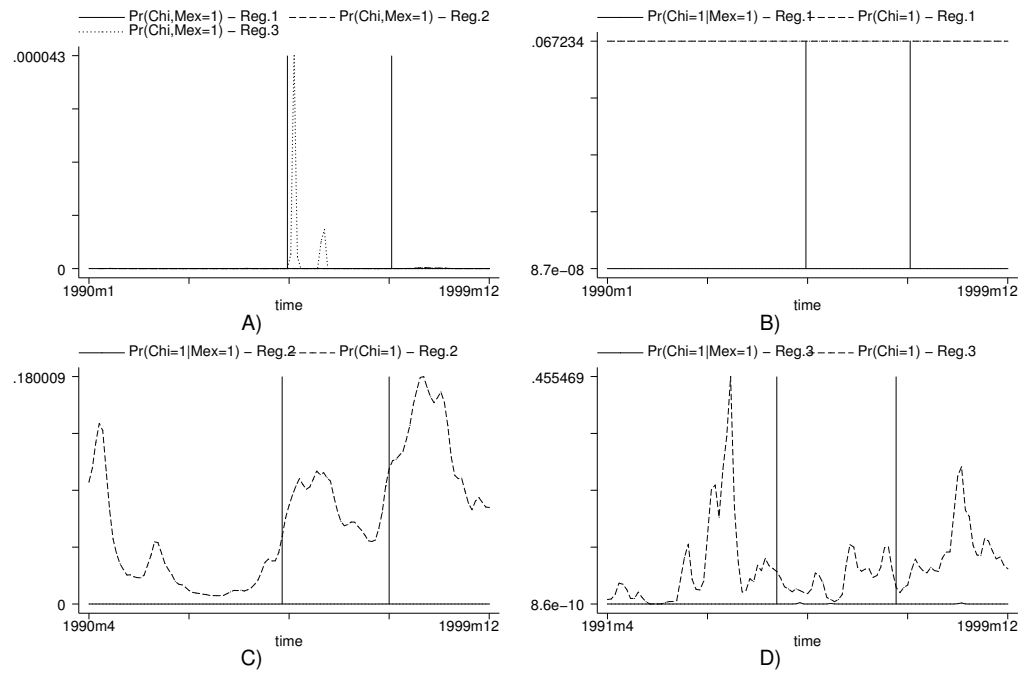 Pr(Chi,Mex=1) − Reg.1
Pr(Chi,Mex=1) − Reg.2
Pr(Chi,Mex=1) − Reg.3
.000043
0
1990m1
1999m12
time
A)
Pr(Chi=1|Mex=1) − Reg.1
Pr(Chi=1) − Reg.1
.067234
8.7e−08
1990m1
1999m12
time
B)
Pr(Chi=1|Mex=1) − Reg.2
Pr(Chi=1) − Reg.2
.180009
0
1990m4
1999m12
time
C)
Pr(Chi=1|Mex=1) − Reg.3
Pr(Chi=1) − Reg.3
.455469
8.6e−10
1991m4
1999m12
time
D)